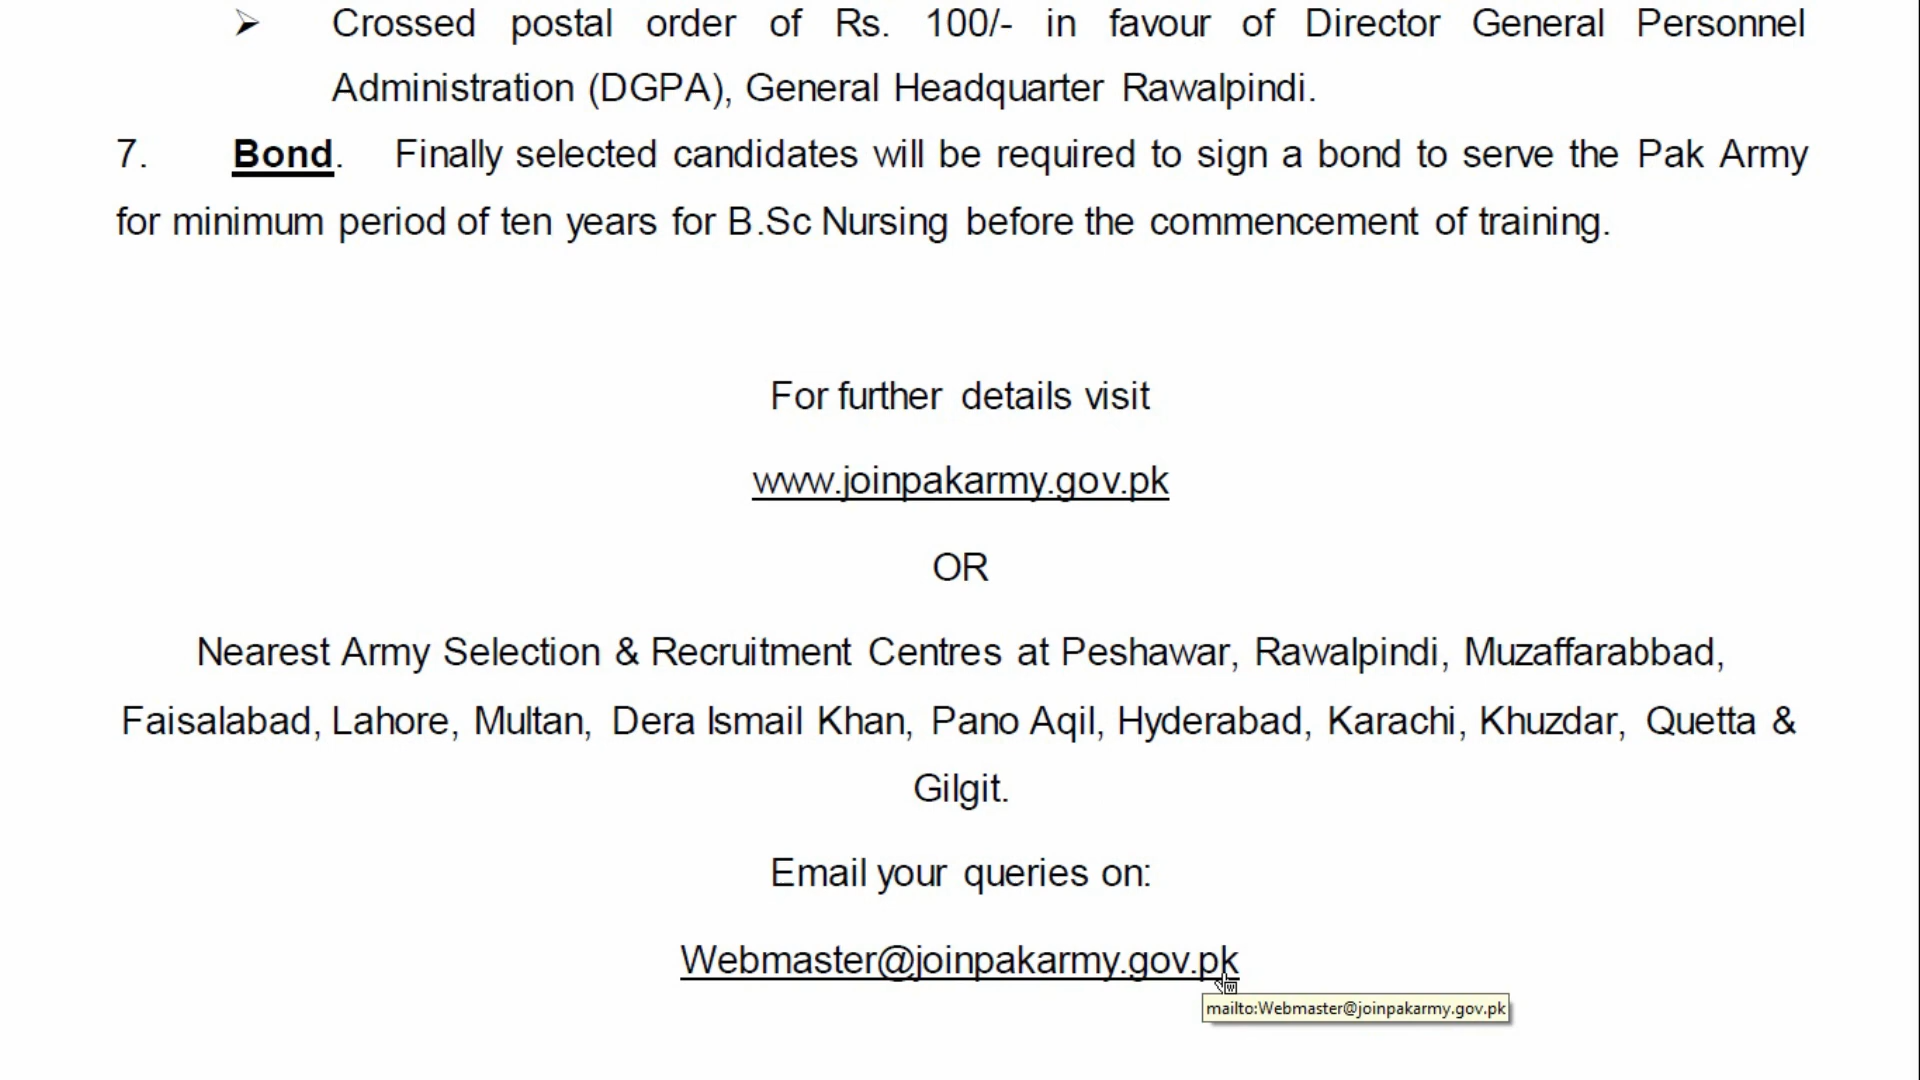 ➢ Crossed postal order of Rs. 100/- in favour of Director General Personnel
Administration (DGPA), General Headquarter Rawalpindi.
7. Bond. Finally selected candidates will be required to sign a bond to serve the Pak Army
for minimum period of ten years for B.Sc Nursing before the commencement of training.
For further details visit
www.joinpakarmy.gov.pk
OR
Nearest Army Selection & Recruitment Centres at Peshawar, Rawalpindi, Muzaffarabbad,
Faisalabad, Lahore, Multan, Dera Ismail Khan, Pano Aqil, Hyderabad, Karachi, Khuzdar, Quetta &
Gilgit.
Email your queries on:
Webmaster@joinpakarmy.gov.pk
mailto:Webmaster@joinpakarmy.gov.pk